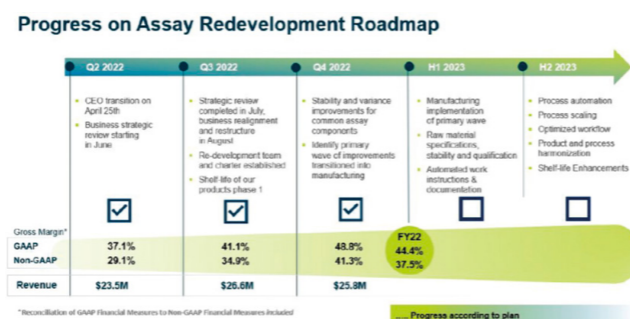 Progress on Assay Redevelopment Roadmap
Q2 2022
Q3 2022
Q4 2022
H1 2023
H2 2023
• CEO transition on
April 25th
• Business strategic
review starting
in June
• Strategic review
completed in July,
business realignment
and restructure
in August
• Re-development team
and charter established
• Shelf-life of our
products phase 1
• Stability and variance
improvements for
common assay
components
• Identify primary
wave of improvements
transitioned into
manufacturing
• Manufacturing
implementation
of primary wave
• Raw material
specifications,
stability and qualification
• Automated work
instructions &
documentation
• Process automation
• Process scaling
• Optimized workflow
• Product and process
harmonization
• Shelf-life Enhancements
Gross Margin*
FY22
GAAP 37.1% 41.1% 48.8% 44.4%
Non-GAAP 29.1% 34.9% 41.3% 37.5%
Revenue $23.5M $26.6M $25.8M
*Reconciliation of GAAP Financial Measures to Non-GAAP Financial Measures included
Progress according to plan